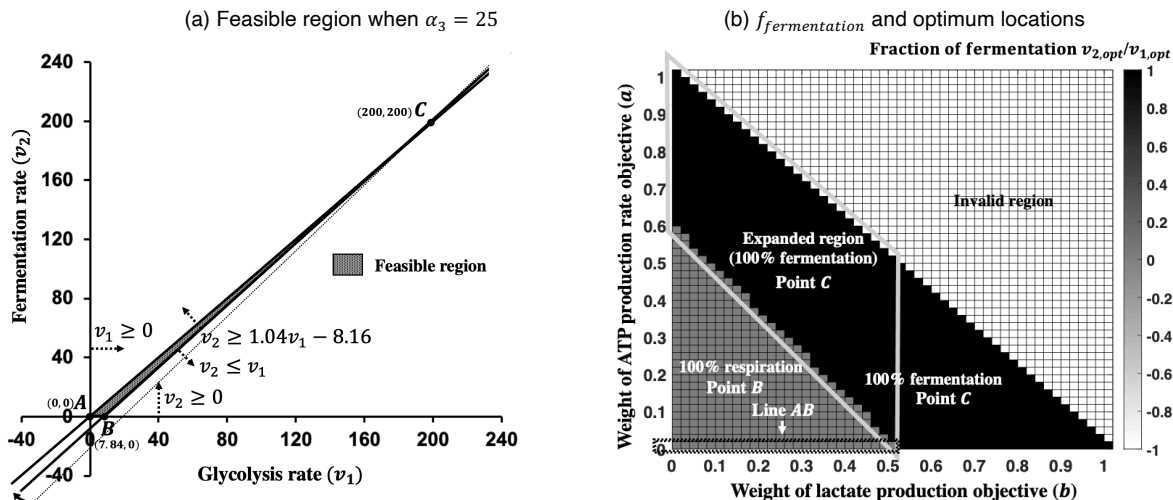 (a) Feasible region when α₃ = 25
Fermentation rate (v₂)
240
200
160
120
80
40
0
-40
-40
0
40
80
120
160
200
240
Glycolysis rate (v₁)
(200,200) C
Feasible region
v₁ ≥ 0
v₂ ≥ 1.04v₁ − 8.16
v₂ ≤ v₁
v₂ ≥ 0
(0,0) A
B
(7.84,0)
(b) f_fermentation and optimum locations
Fraction of fermentation v₂,opt/v₁,opt
Weight of ATP production rate objective (a)
1
0.9
0.8
0.7
0.6
0.5
0.4
0.3
0.2
0.1
0
Invalid region
Expanded region
(100% fermentation)
Point C
100% respiration
Point B
100% fermentation
Point C
Line AB
0
0.1
0.2
0.3
0.4
0.5
0.6
0.7
0.8
0.9
1
Weight of lactate production objective (b)
1
0.8
0.6
0.4
0.2
0
-0.2
-0.4
-0.6
-0.8
-1